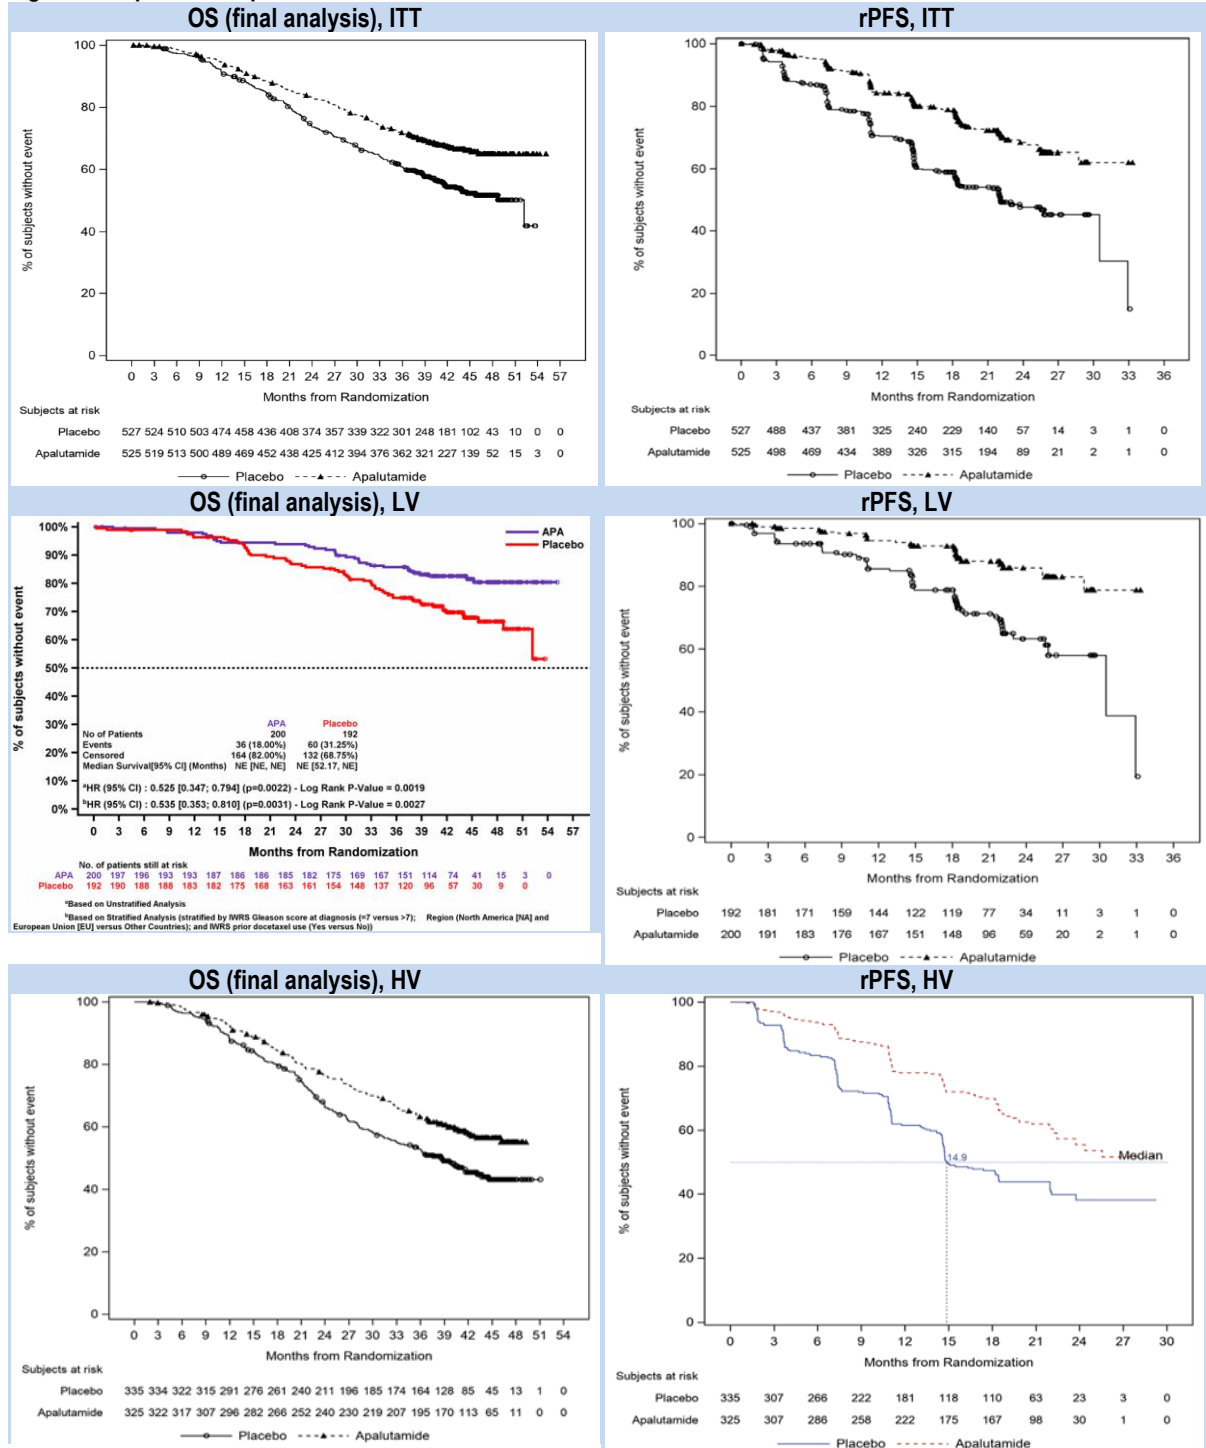 OS (final analysis), ITT
% of subjects without event
100
80
60
40
20
0
0 3 6 9 12 15 18 21 24 27 30 33 36 39 42 45 48 51 54 57
Months from Randomization
Subjects at risk
Placebo 527 524 510 503 474 458 436 408 374 357 339 322 301 248 181 102 43 10 0 0
Apalutamide 525 519 513 500 489 469 452 438 425 412 394 376 362 321 227 139 52 15 3 0
Placebo Apalutamide
rPFS, ITT
% of subjects without event
100
80
60
40
20
0
0 3 6 9 12 15 18 21 24 27 30 33 36
Months from Randomization
Subjects at risk
Placebo 527 488 437 381 325 240 229 140 57 14 3 1 0
Apalutamide 525 498 469 434 389 326 315 194 89 21 2 1 0
Placebo Apalutamide
OS (final analysis), LV
% of subjects without event
100%
90%
80%
70%
60%
50%
40%
30%
20%
10%
0%
APA
Placebo
APA Placebo
No of Patients 200 192
Events 36 (18.00%) 60 (31.25%)
Censored 164 (82.00%) 132 (68.75%)
Median Survival[95% CI] (Months) NE [NE, NE] NE [52.17, NE]
aHR (95% CI) : 0.525 [0.347; 0.794] (p=0.0022) - Log Rank P-Value = 0.0019
bHR (95% CI) : 0.535 [0.353; 0.810] (p=0.0031) - Log Rank P-Value = 0.0027
0 3 6 9 12 15 18 21 24 27 30 33 36 39 42 45 48 51 54 57
Months from Randomization
No. of patients still at risk
APA 200 197 196 193 193 187 186 186 185 182 175 169 167 151 114 74 41 15 3 0
Placebo 192 190 188 188 183 182 175 168 163 161 154 148 137 120 96 57 30 9 0
aBased on Unstratified Analysis
bBased on Stratified Analysis (stratified by IWRS Gleason score at diagnosis (=7 versus >7); Region (North America [NA] and
European Union [EU] versus Other Countries); and IWRS prior docetaxel use (Yes versus No))
rPFS, LV
% of subjects without event
100
80
60
40
20
0
0 3 6 9 12 15 18 21 24 27 30 33 36
Months from Randomization
Subjects at risk
Placebo 192 181 171 159 144 122 119 77 34 11 3 1 0
Apalutamide 200 191 183 176 167 151 148 96 59 20 2 1 0
Placebo Apalutamide
OS (final analysis), HV
% of subjects without event
100
80
60
40
20
0
0 3 6 9 12 15 18 21 24 27 30 33 36 39 42 45 48 51 54
Months from Randomization
Subjects at risk
Placebo 335 334 322 315 291 276 261 240 211 196 185 174 164 128 85 45 13 1 0
Apalutamide 325 322 317 307 296 282 266 252 240 230 219 207 195 170 113 65 11 0 0
Placebo Apalutamide
rPFS, HV
% of subjects without event
100
80
60
40
20
0
14.9
Median
0 3 6 9 12 15 18 21 24 27 30
Months from Randomization
Subjects at risk
Placebo 335 307 266 222 181 118 110 63 23 3 0
Apalutamide 325 307 286 258 222 175 167 98 30 1 0
Placebo Apalutamide